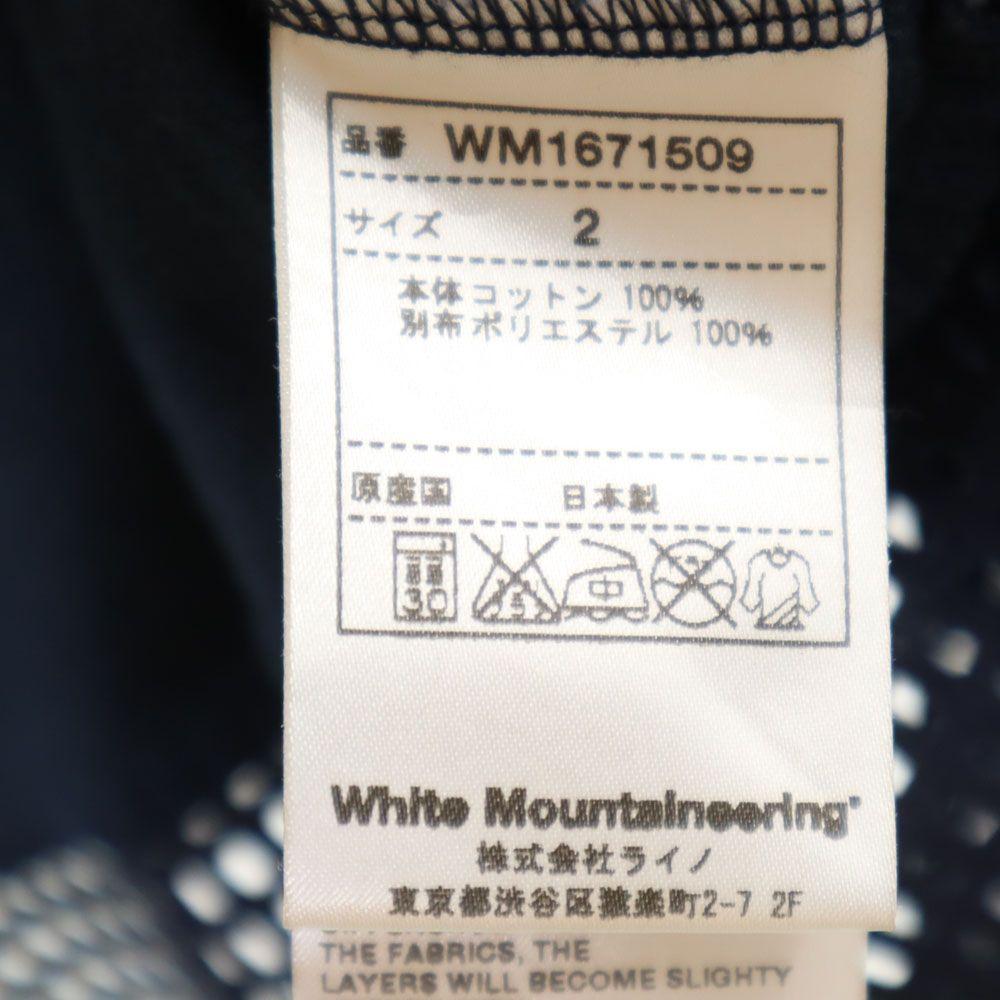 品番 WM1671509
サイズ 2
本体コットン 100%
別布ポリエステル 100%
原産国 日本製
30
中
White Mountaineering
株式会社ライノ
東京都渋谷区猿楽町2-7 2F
THE FABRICS, THE
LAYERS WILL BECOME SLIGHTY